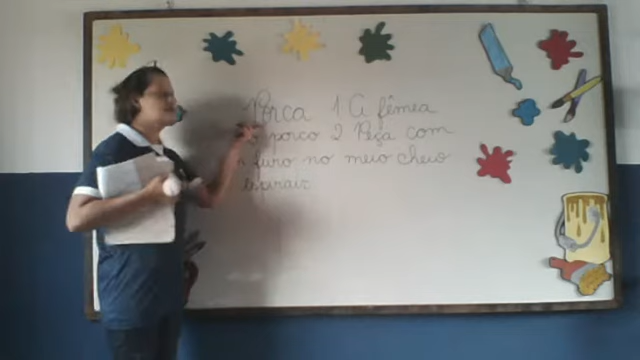 Porca 1 A fêmea
porco 2 Peça com
furo no meio cheio
espirais